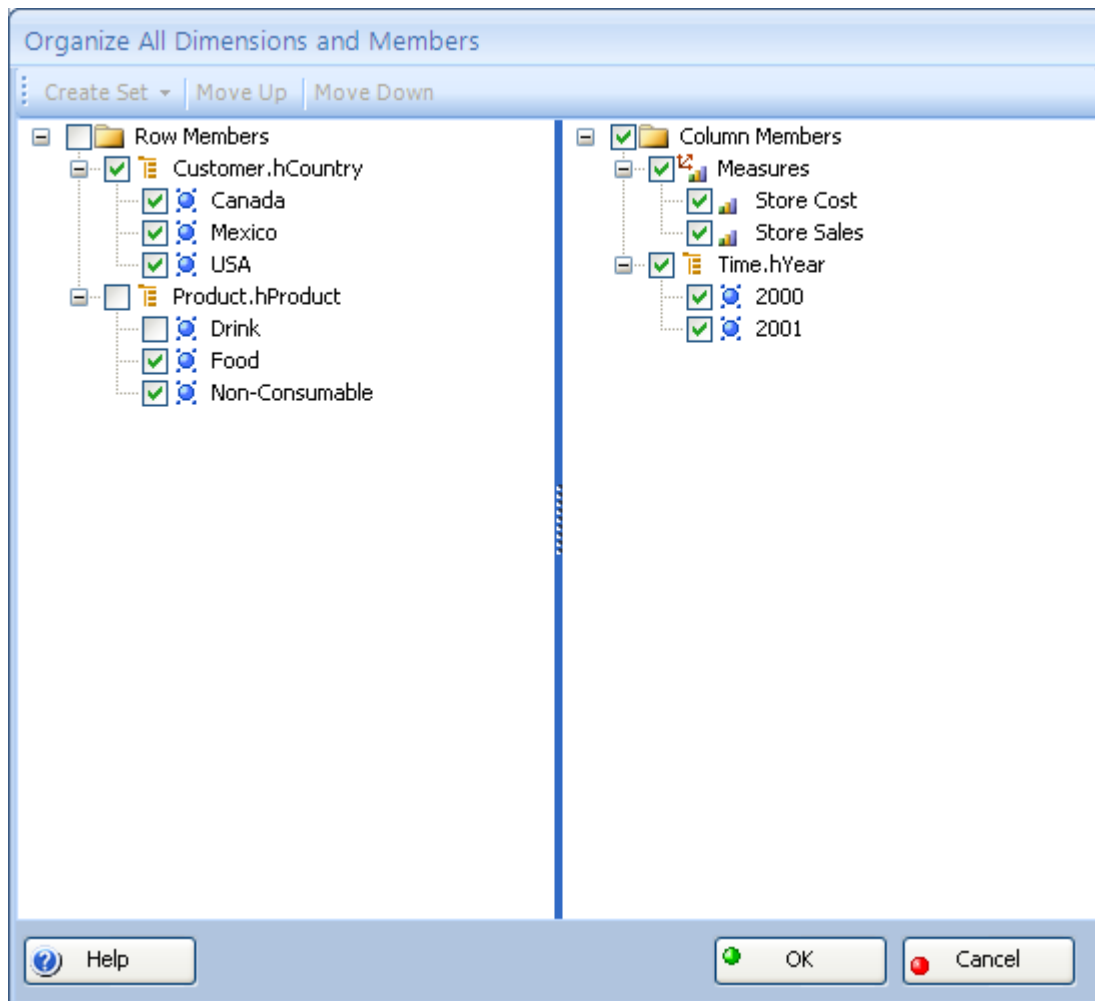 Organize All Dimensions and Members
Create Set Move Up Move Down
Row Members
Customer.hCountry
Canada
Mexico
USA
Product.hProduct
Drink
Food
Non-Consumable
Column Members
Measures
Store Cost
Store Sales
Time.hYear
2000
2001
Help OK Cancel